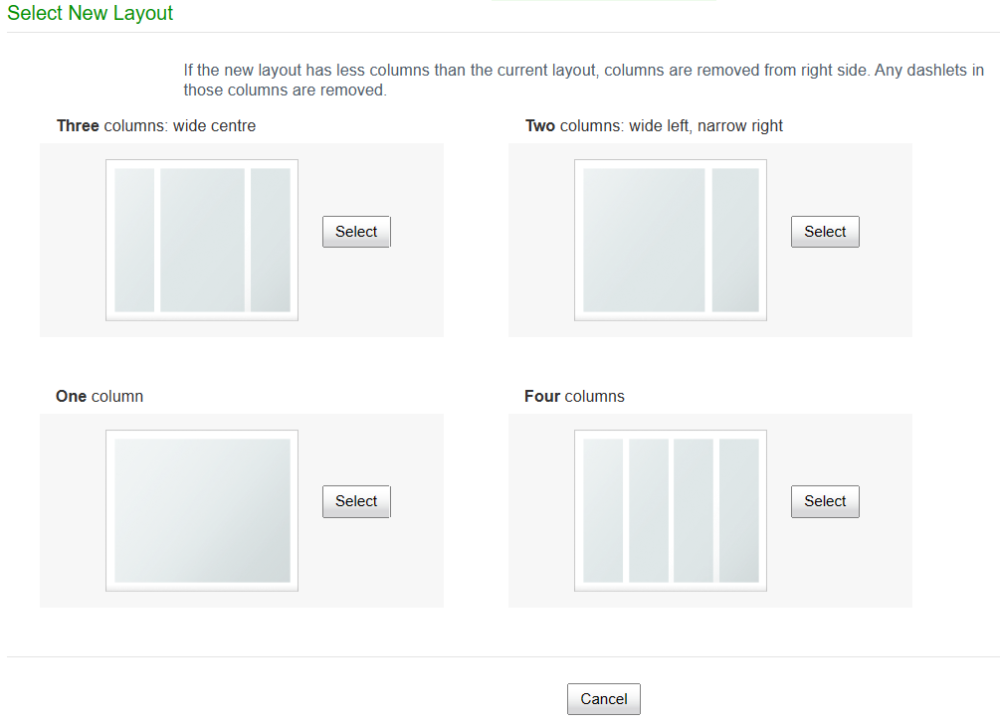 Select New Layout
If the new layout has less columns than the current layout, columns are removed from right side. Any dashlets in
those columns are removed.
Three columns: wide centre
Two columns: wide left, narrow right
Select
Select
One column
Four columns
Select
Select
Cancel